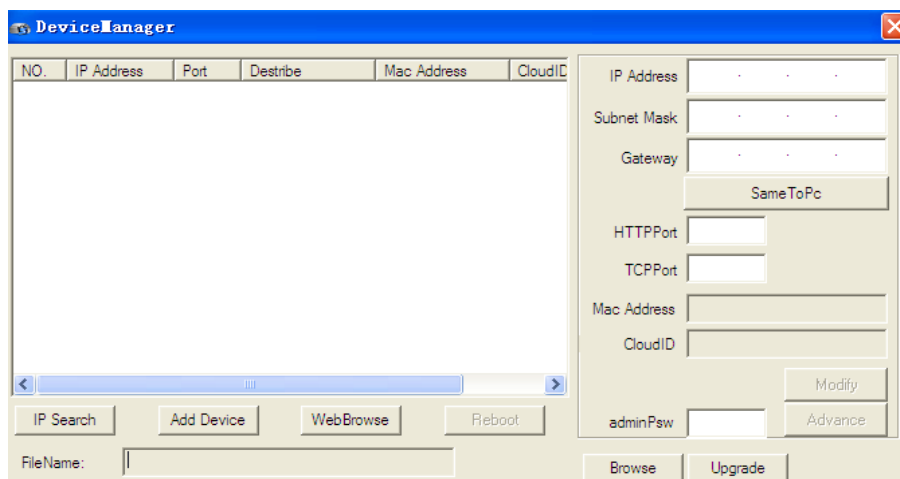 DeviceManager
NO. IP Address Port Destribe Mac Address CloudID
IP Address
Subnet Mask
Gateway
SameToPc
HTTPPort
TCPPort
Mac Address
CloudID
Modify
IP Search Add Device WebBrowse Reboot
adminPsw Advance
FileName:
Browse Upgrade